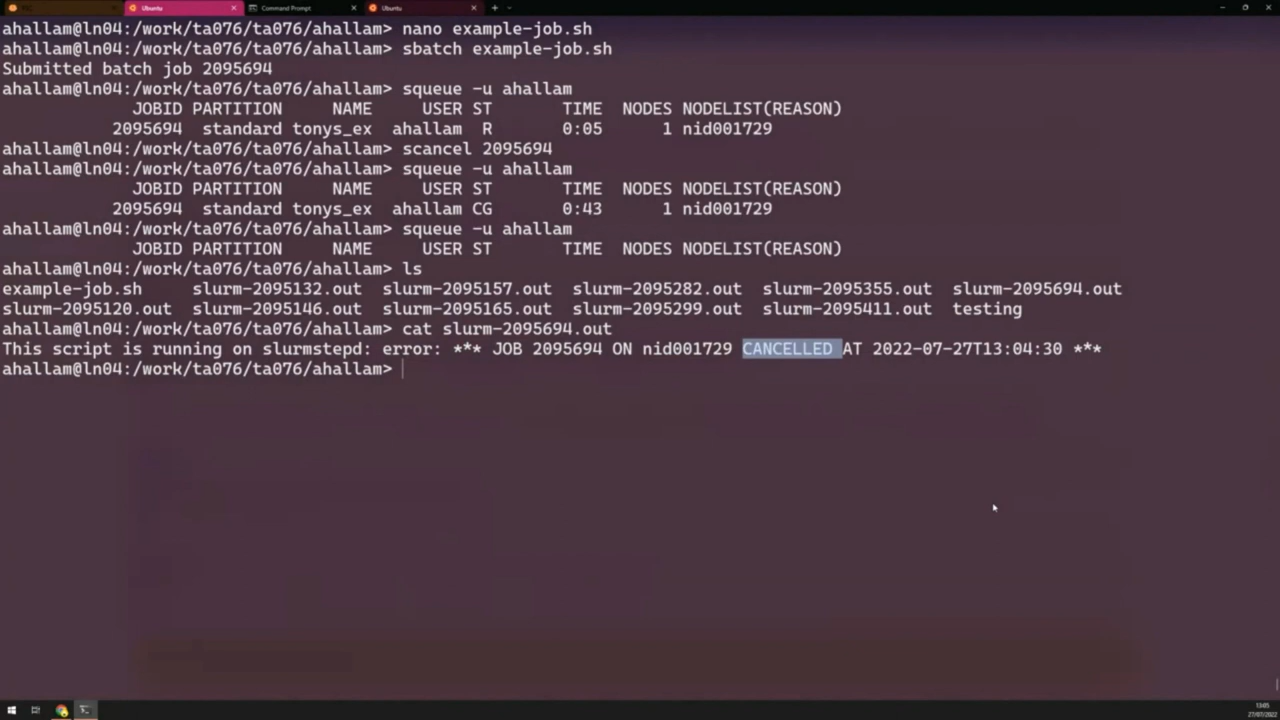 Ubuntu Command Prompt Ubuntu
ahallam@ln04:/work/ta076/ta076/ahallam> nano example-job.sh
ahallam@ln04:/work/ta076/ta076/ahallam> sbatch example-job.sh
Submitted batch job 2095694
ahallam@ln04:/work/ta076/ta076/ahallam> squeue -u ahallam
JOBID PARTITION NAME USER ST TIME NODES NODELIST(REASON)
2095694 standard tonys_ex ahallam R 0:05 1 nid001729
ahallam@ln04:/work/ta076/ta076/ahallam> scancel 2095694
ahallam@ln04:/work/ta076/ta076/ahallam> squeue -u ahallam
JOBID PARTITION NAME USER ST TIME NODES NODELIST(REASON)
2095694 standard tonys_ex ahallam CG 0:43 1 nid001729
ahallam@ln04:/work/ta076/ta076/ahallam> squeue -u ahallam
JOBID PARTITION NAME USER ST TIME NODES NODELIST(REASON)
ahallam@ln04:/work/ta076/ta076/ahallam> ls
example-job.sh slurm-2095132.out slurm-2095157.out slurm-2095282.out slurm-2095355.out slurm-2095694.out
slurm-2095120.out slurm-2095146.out slurm-2095165.out slurm-2095299.out slurm-2095411.out testing
ahallam@ln04:/work/ta076/ta076/ahallam> cat slurm-2095694.out
This script is running on slurmstepd: error: *** JOB 2095694 ON nid001729 CANCELLED AT 2022-07-27T13:04:30 ***
ahallam@ln04:/work/ta076/ta076/ahallam>
13:05
27/07/2022